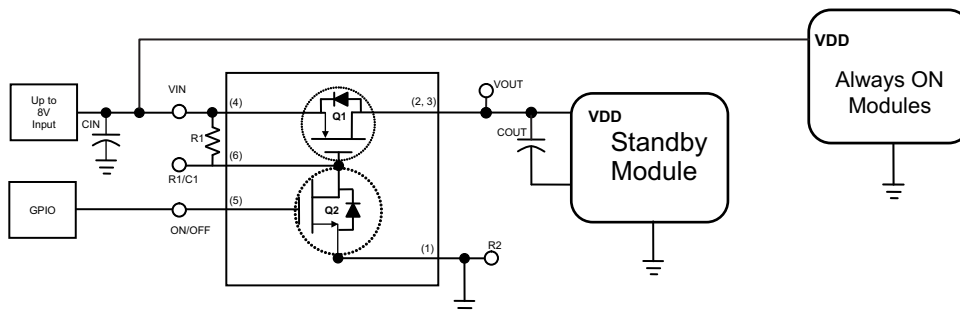 VDD
Always ON
Modules
Up to
8V
Input
CIN
VIN
(4)
Q1
(2, 3)
VOUT
COUT
VDD
Standby
Module
R1
(6)
R1/C1
GPIO
(5)
ON/OFF
Q2
(1)
R2